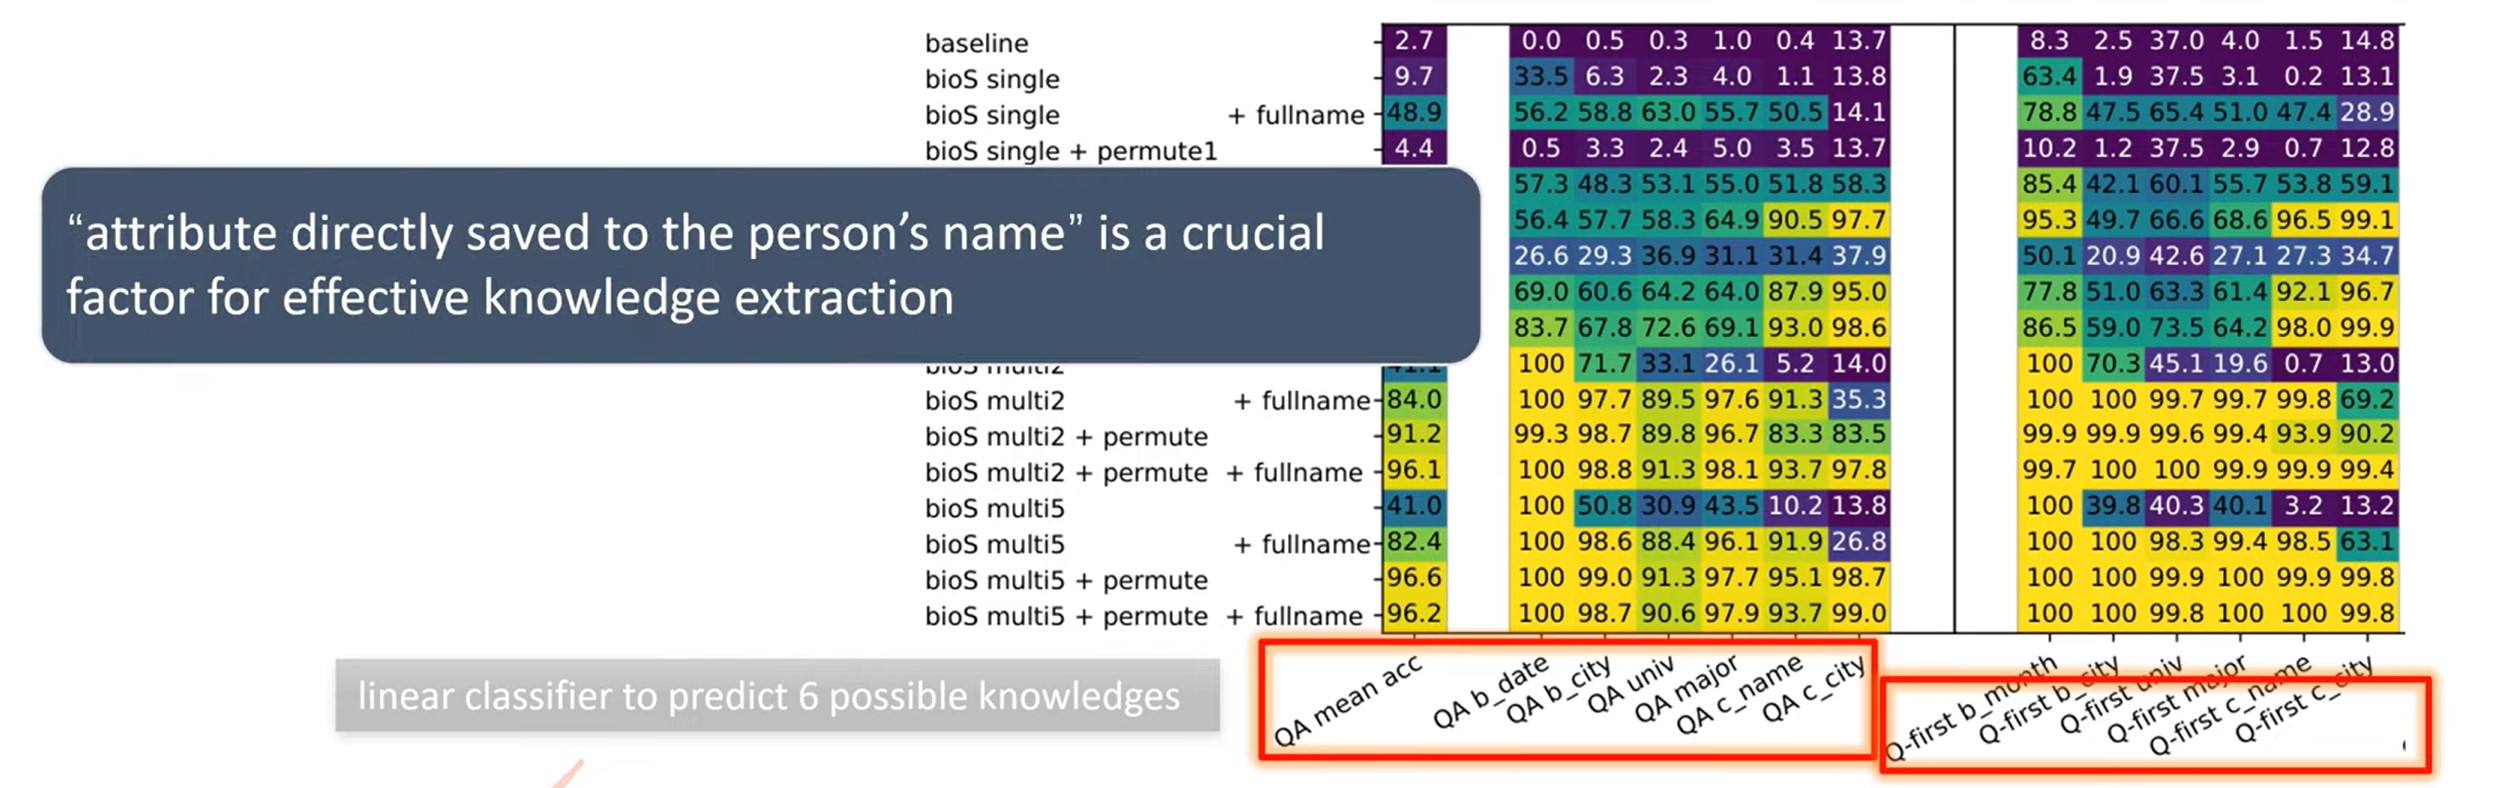 baseline 2.7 0.0 0.5 0.3 1.0 0.4 13.7 8.3 2.5 37.0 4.0 1.5 14.8
bioS single 9.7 33.5 6.3 2.3 4.0 1.1 13.8 63.4 1.9 37.5 3.1 0.2 13.1
bioS single + fullname 48.9 56.2 58.8 63.0 55.7 50.5 14.1 78.8 47.5 65.4 51.0 47.4 28.9
bioS single + permute1 4.4 0.5 3.3 2.4 5.0 3.5 13.7 10.2 1.2 37.5 2.9 0.7 12.8
57.3 48.3 53.1 55.0 51.8 58.3 85.4 42.1 60.1 55.7 53.8 59.1
“attribute directly saved to the person’s name” is a crucial
factor for effective knowledge extraction
56.4 57.7 58.3 64.9 90.5 97.7 95.3 49.7 66.6 68.6 96.5 99.1
26.6 29.3 36.9 31.1 31.4 37.9 50.1 20.9 42.6 27.1 27.3 34.7
69.0 60.6 64.2 64.0 87.9 95.0 77.8 51.0 63.3 61.4 92.1 96.7
83.7 67.8 72.6 69.1 93.0 98.6 86.5 59.0 73.5 64.2 98.0 99.9
bioS multi2 41.1 100 71.7 33.1 26.1 5.2 14.0 100 70.3 45.1 19.6 0.7 13.0
bioS multi2 + fullname 84.0 100 97.7 89.5 97.6 91.3 35.3 100 100 99.7 99.7 99.8 69.2
bioS multi2 + permute 91.2 99.3 98.7 89.8 96.7 83.3 83.5 99.9 99.9 99.6 99.4 93.9 90.2
bioS multi2 + permute + fullname 96.1 100 98.8 91.3 98.1 93.7 97.8 99.7 100 100 99.9 99.9 99.4
bioS multi5 41.0 100 50.8 30.9 43.5 10.2 13.8 100 39.8 40.3 40.1 3.2 13.2
bioS multi5 + fullname 82.4 100 98.6 88.4 96.1 91.9 26.8 100 100 98.3 99.4 98.5 63.1
bioS multi5 + permute 96.6 100 99.0 91.3 97.7 95.1 98.7 100 100 99.9 100 99.9 99.8
bioS multi5 + permute + fullname 96.2 100 98.7 90.6 97.9 93.7 99.0 100 100 99.8 100 100 99.8
linear classifier to predict 6 possible knowledges
QA mean acc
QA b_date
QA b_city
QA univ
QA major
QA c_name
QA c_city
Q-first b_month
Q-first b_city
Q-first univ
Q-first major
Q-first c_name
Q-first c_city